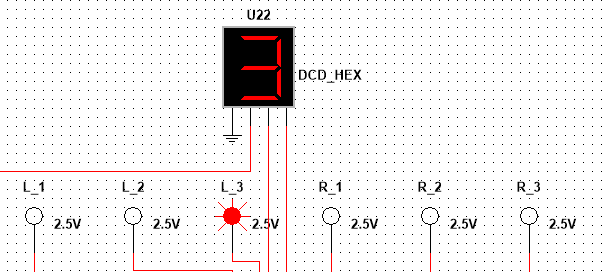 U22
3
DCD_HEX
L_1 L_2 L_3 R_1 R_2 R_3
2.5V 2.5V 2.5V 2.5V 2.5V 2.5V